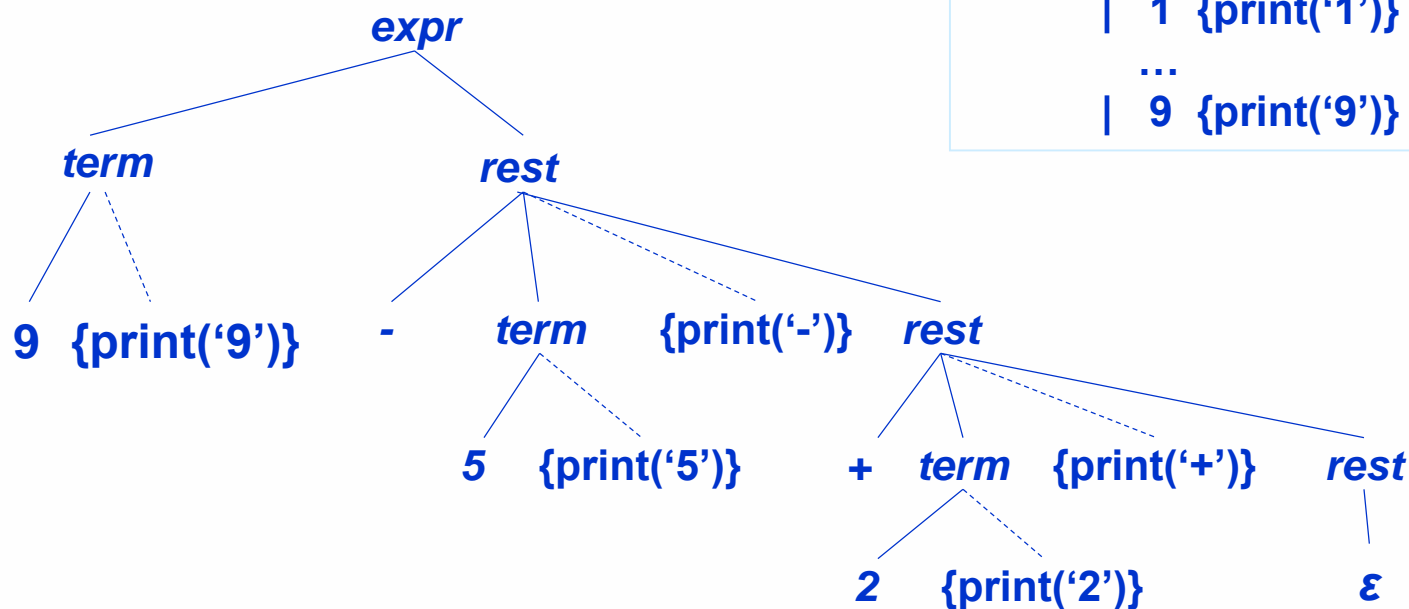 expr
| 1 {print(‘1’)}
…
| 9 {print(‘9’)}
term rest
9 {print(‘9’)} - term {print(‘-’)} rest
5 {print(‘5’)} + term {print(‘+’)} rest
2 {print(‘2’)} ε